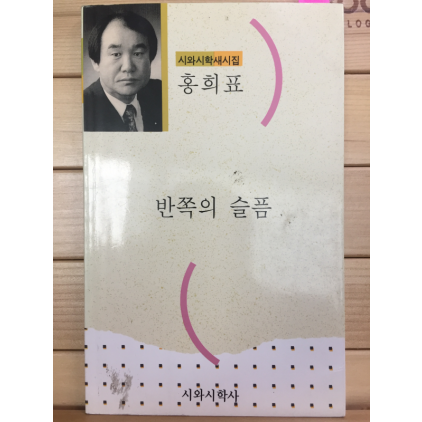 시와시학새시집
홍희표
반쪽의 슬픔
시와시학사